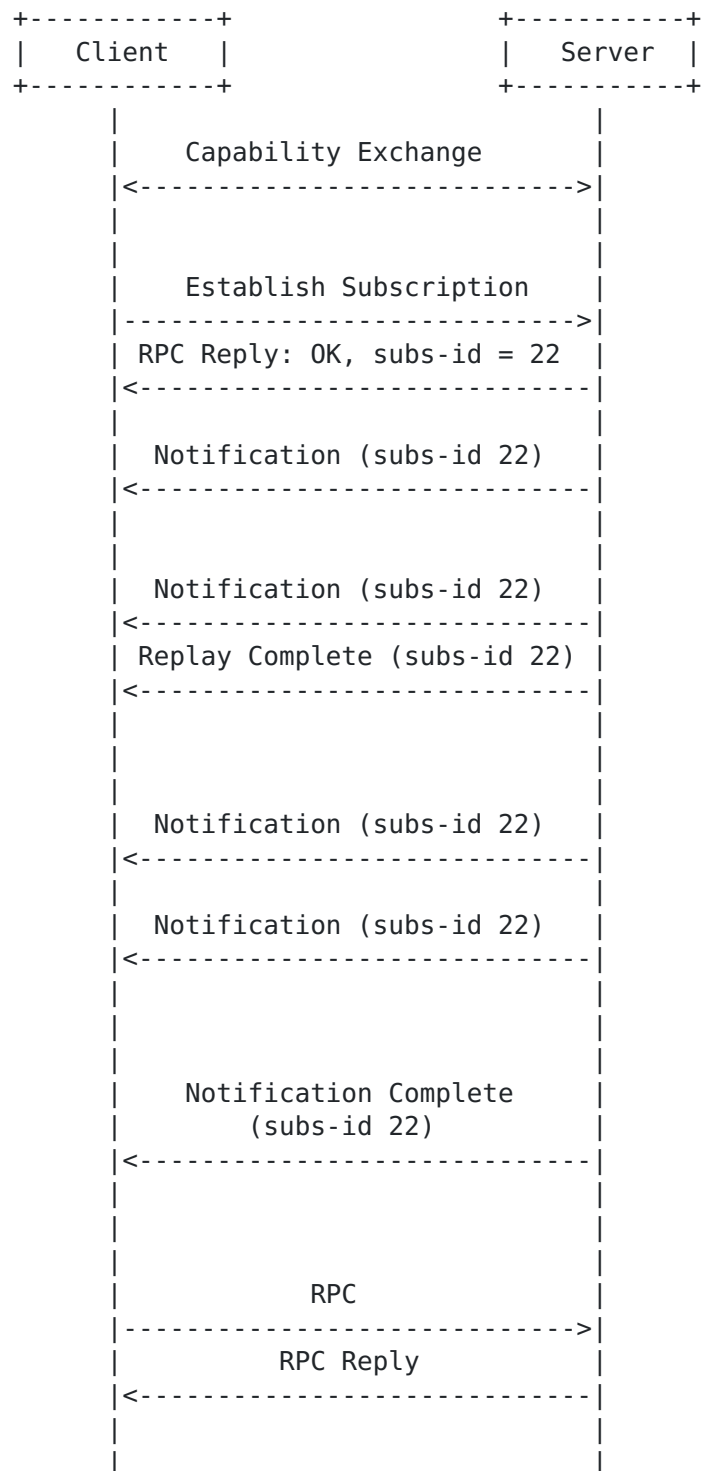 Client Server
Capability Exchange
Establish Subscription
RPC Reply: OK, subs-id = 22
Notification (subs-id 22)
Notification (subs-id 22)
Replay Complete (subs-id 22)
Notification (subs-id 22)
Notification (subs-id 22)
Notification Complete
(subs-id 22)
RPC
RPC Reply